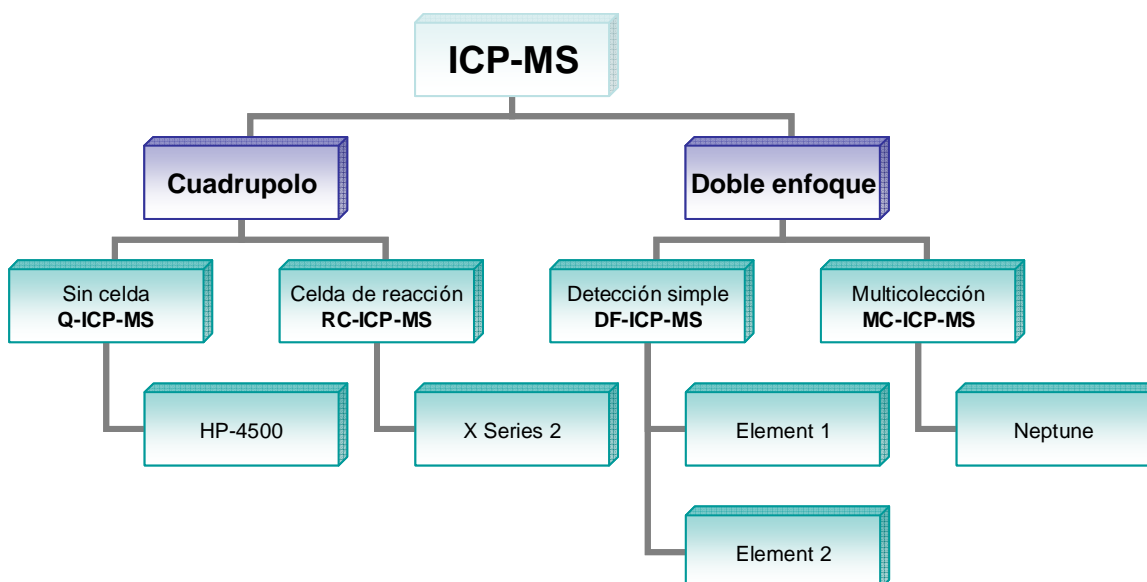 ICP-MS
Cuadrupolo
Doble enfoque
Sin celda
Q-ICP-MS
Celda de reacción
RC-ICP-MS
Detección simple
DF-ICP-MS
Multicolección
MC-ICP-MS
HP-4500
X Series 2
Element 1
Neptune
Element 2